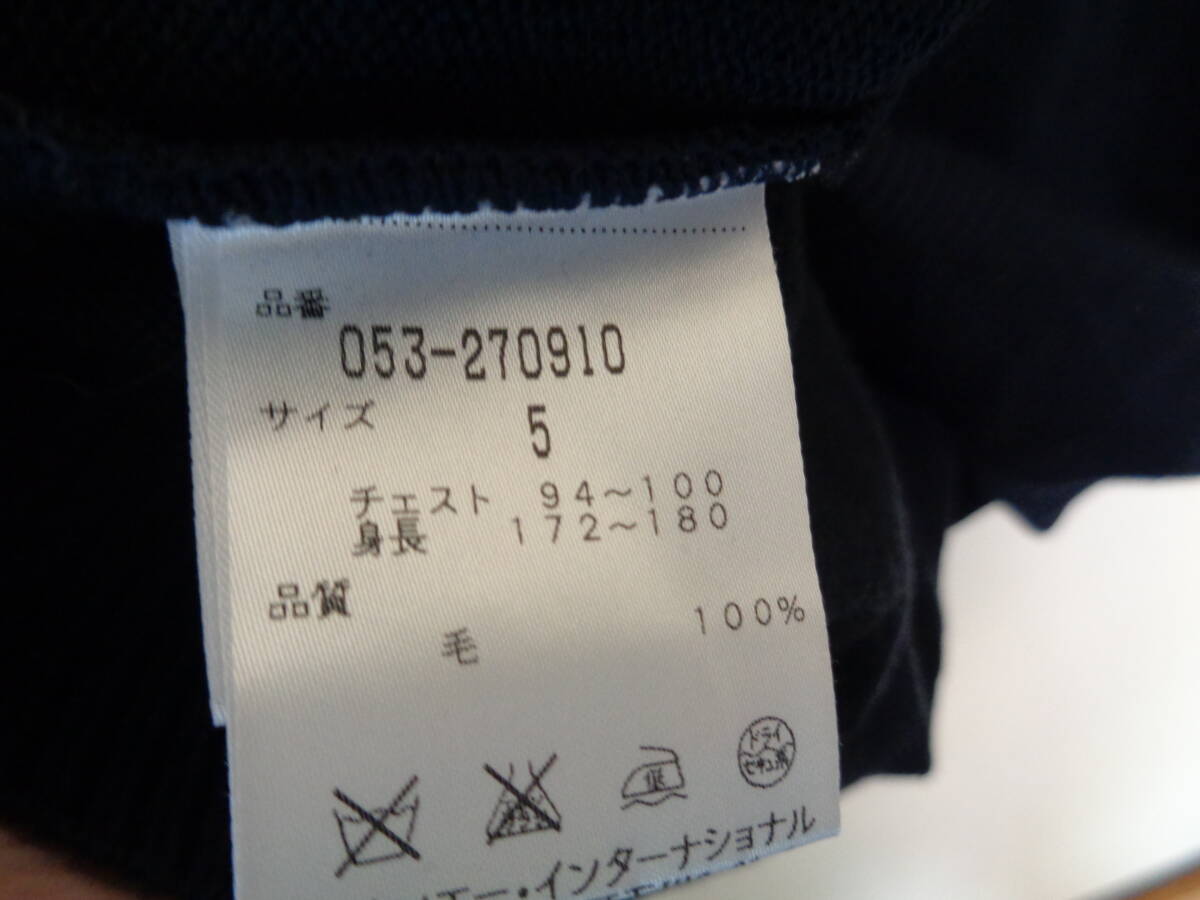 品番
053-270910
サイズ 5
チェスト 94～100
身長 172～180
品質
毛 100%
低
ドライ
セキユ系
エー・インターナショナル